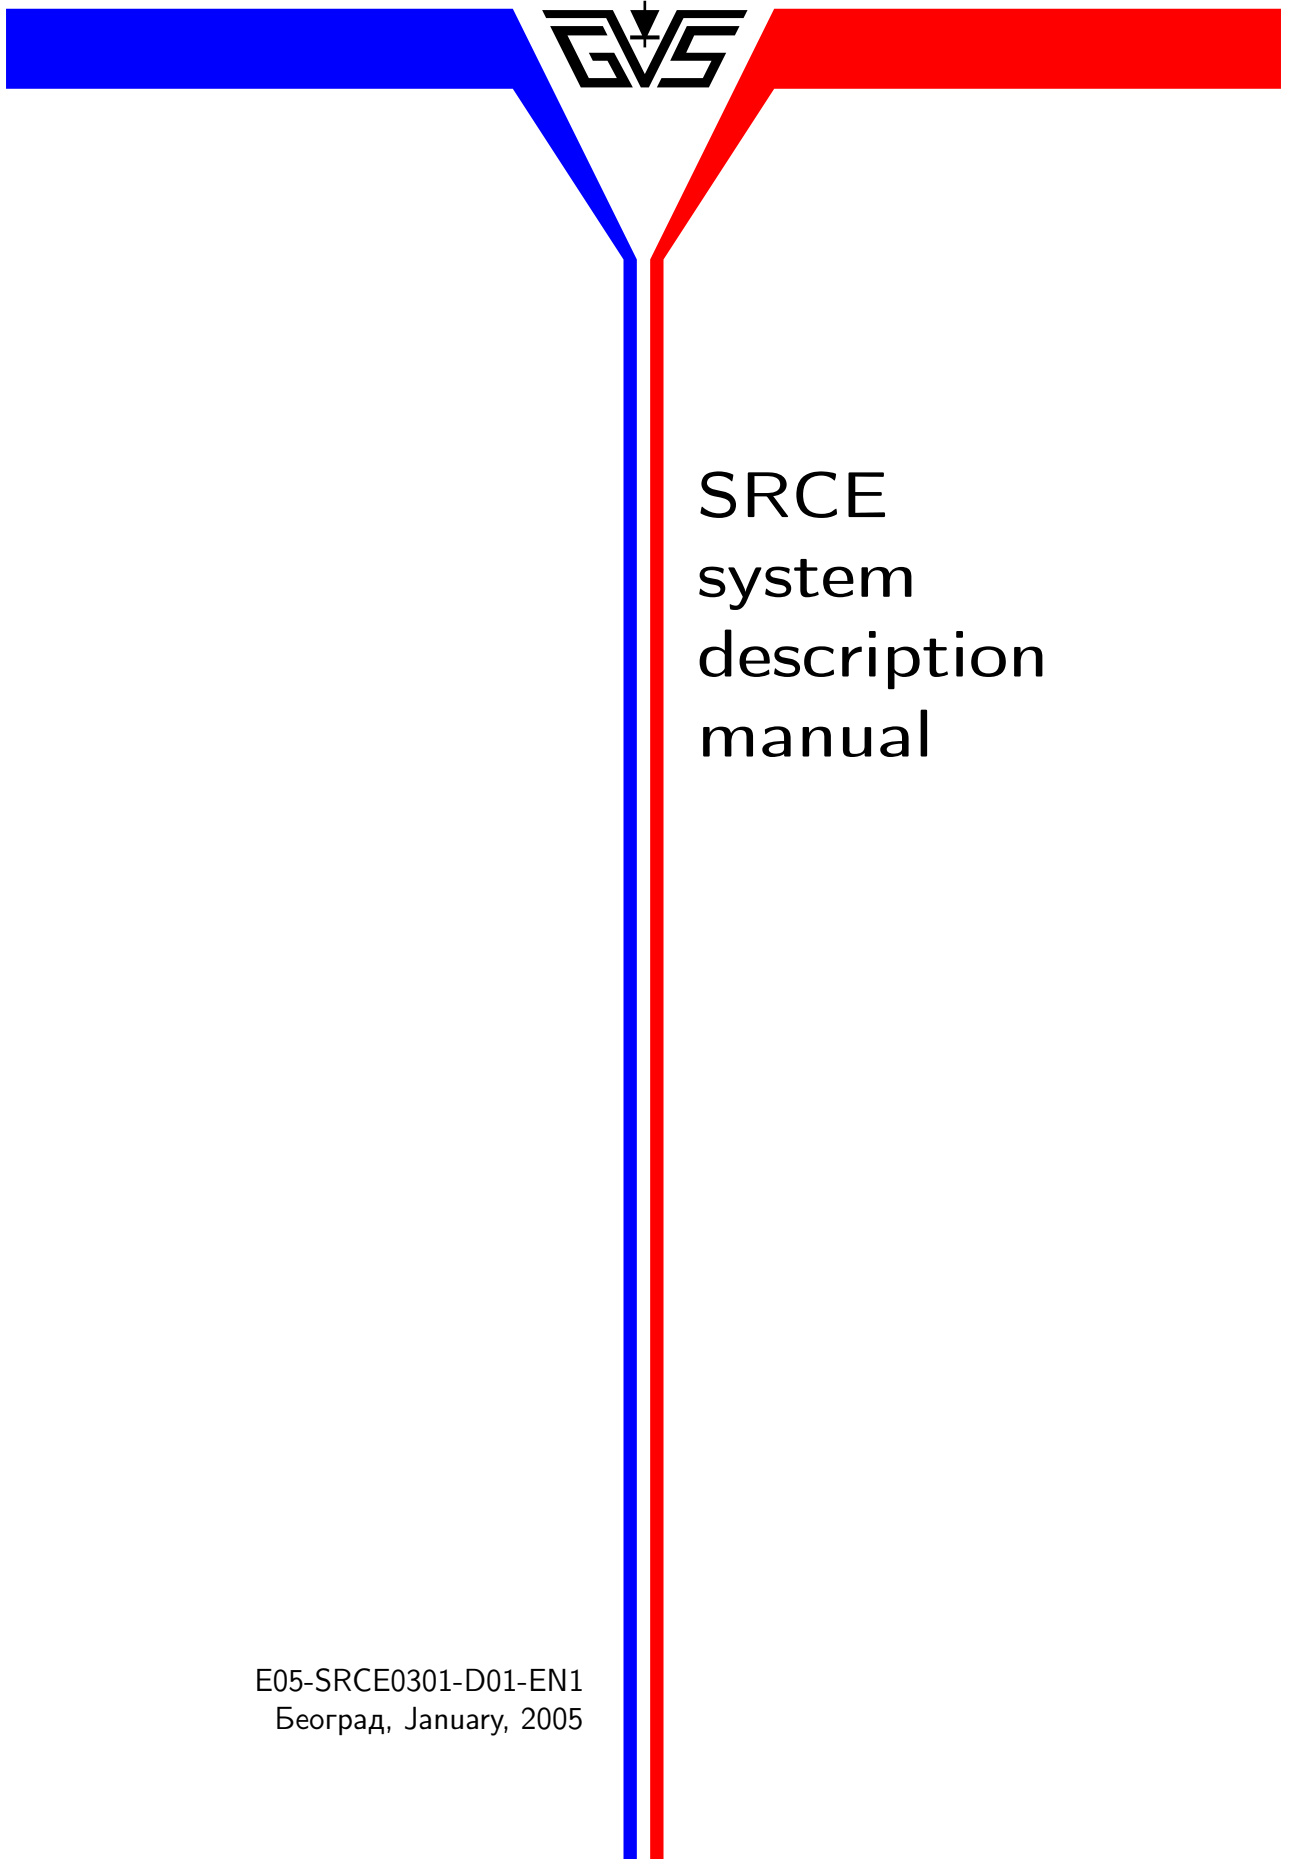 GVS
SRCE
system
description
manual
E05-SRCE0301-D01-EN1
Београд, January, 2005